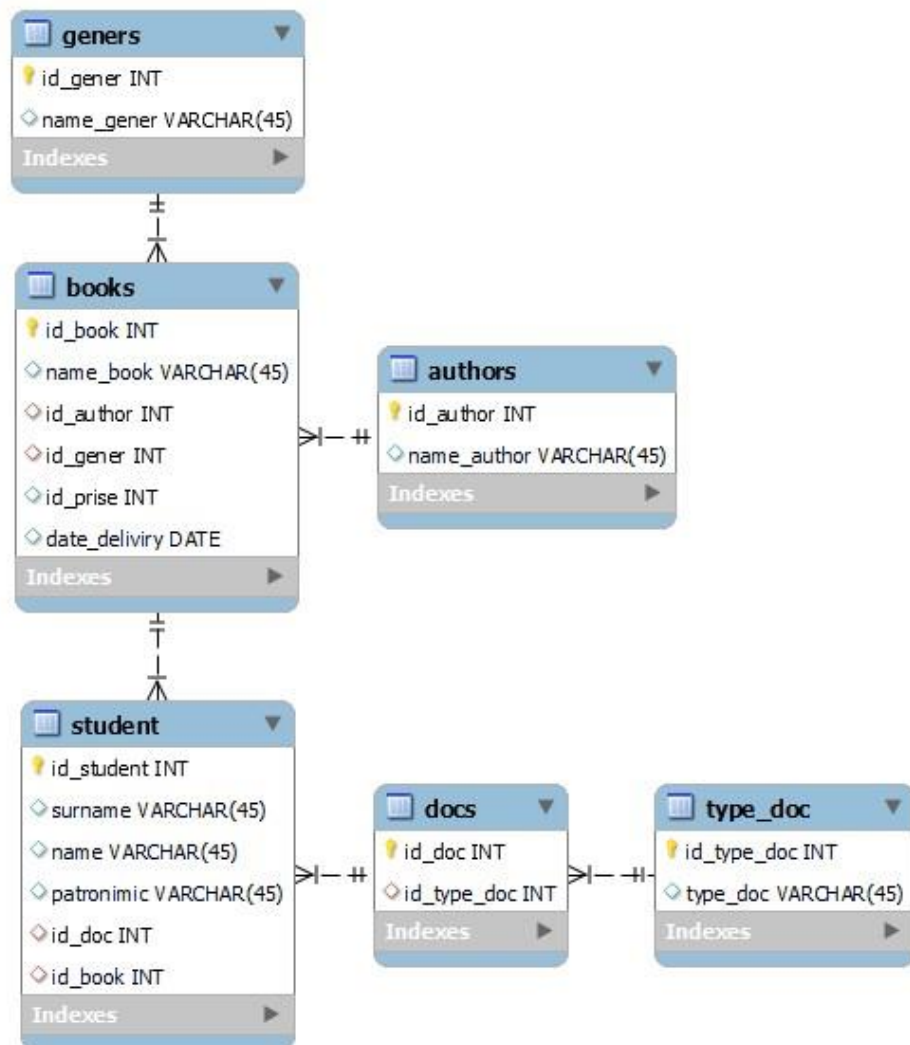 geners
id_gener INT
name_gener VARCHAR(45)
Indexes
books
id_book INT
name_book VARCHAR(45)
id_author INT
id_gener INT
id_prise INT
date_deliviry DATE
Indexes
authors
id_author INT
name_author VARCHAR(45)
Indexes
student
id_student INT
surname VARCHAR(45)
name VARCHAR(45)
patronimic VARCHAR(45)
id_doc INT
id_book INT
Indexes
docs
id_doc INT
id_type_doc INT
Indexes
type_doc
id_type_doc INT
type_doc VARCHAR(45)
Indexes